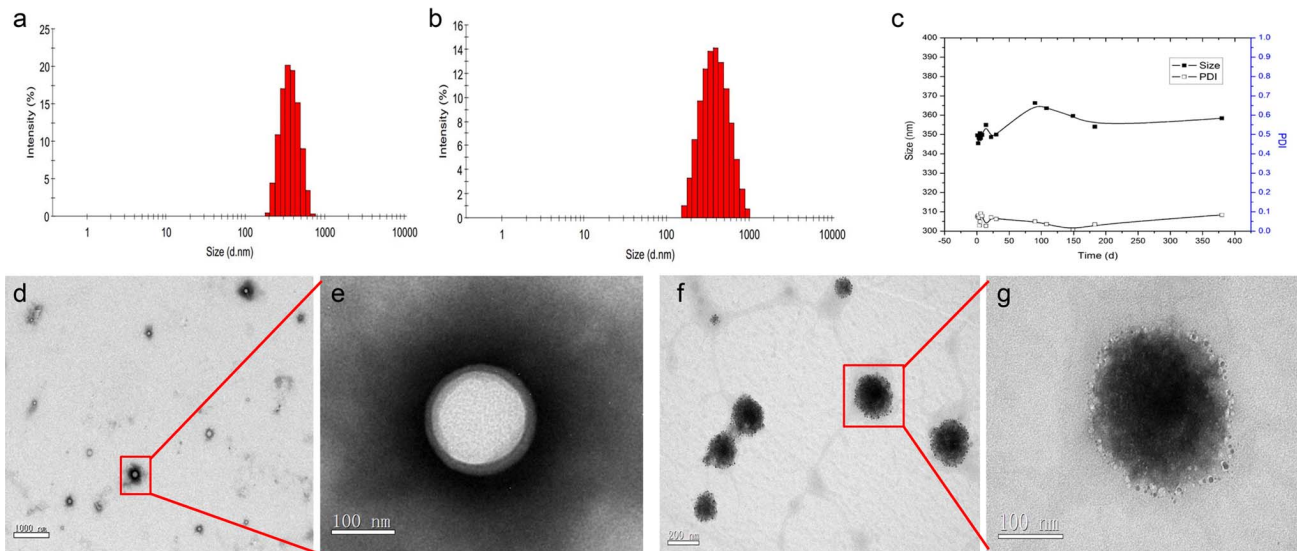 a
25
20
15
10
5
0
Intensity (%)
1
10
100
1000
10000
Size (d.nm)
b
16
14
12
10
8
6
4
2
0
Intensity (%)
1
10
100
1000
10000
Size (d.nm)
c
400
390
380
370
360
350
340
330
320
310
300
Size (nm)
1.0
0.9
0.8
0.7
0.6
0.5
0.4
0.3
0.2
0.1
0.0
PDI
Size
PDI
0
50
100
150
200
250
300
350
400
Time (d)
d
1000 nm
e
100 nm
f
200 nm
g
100 nm